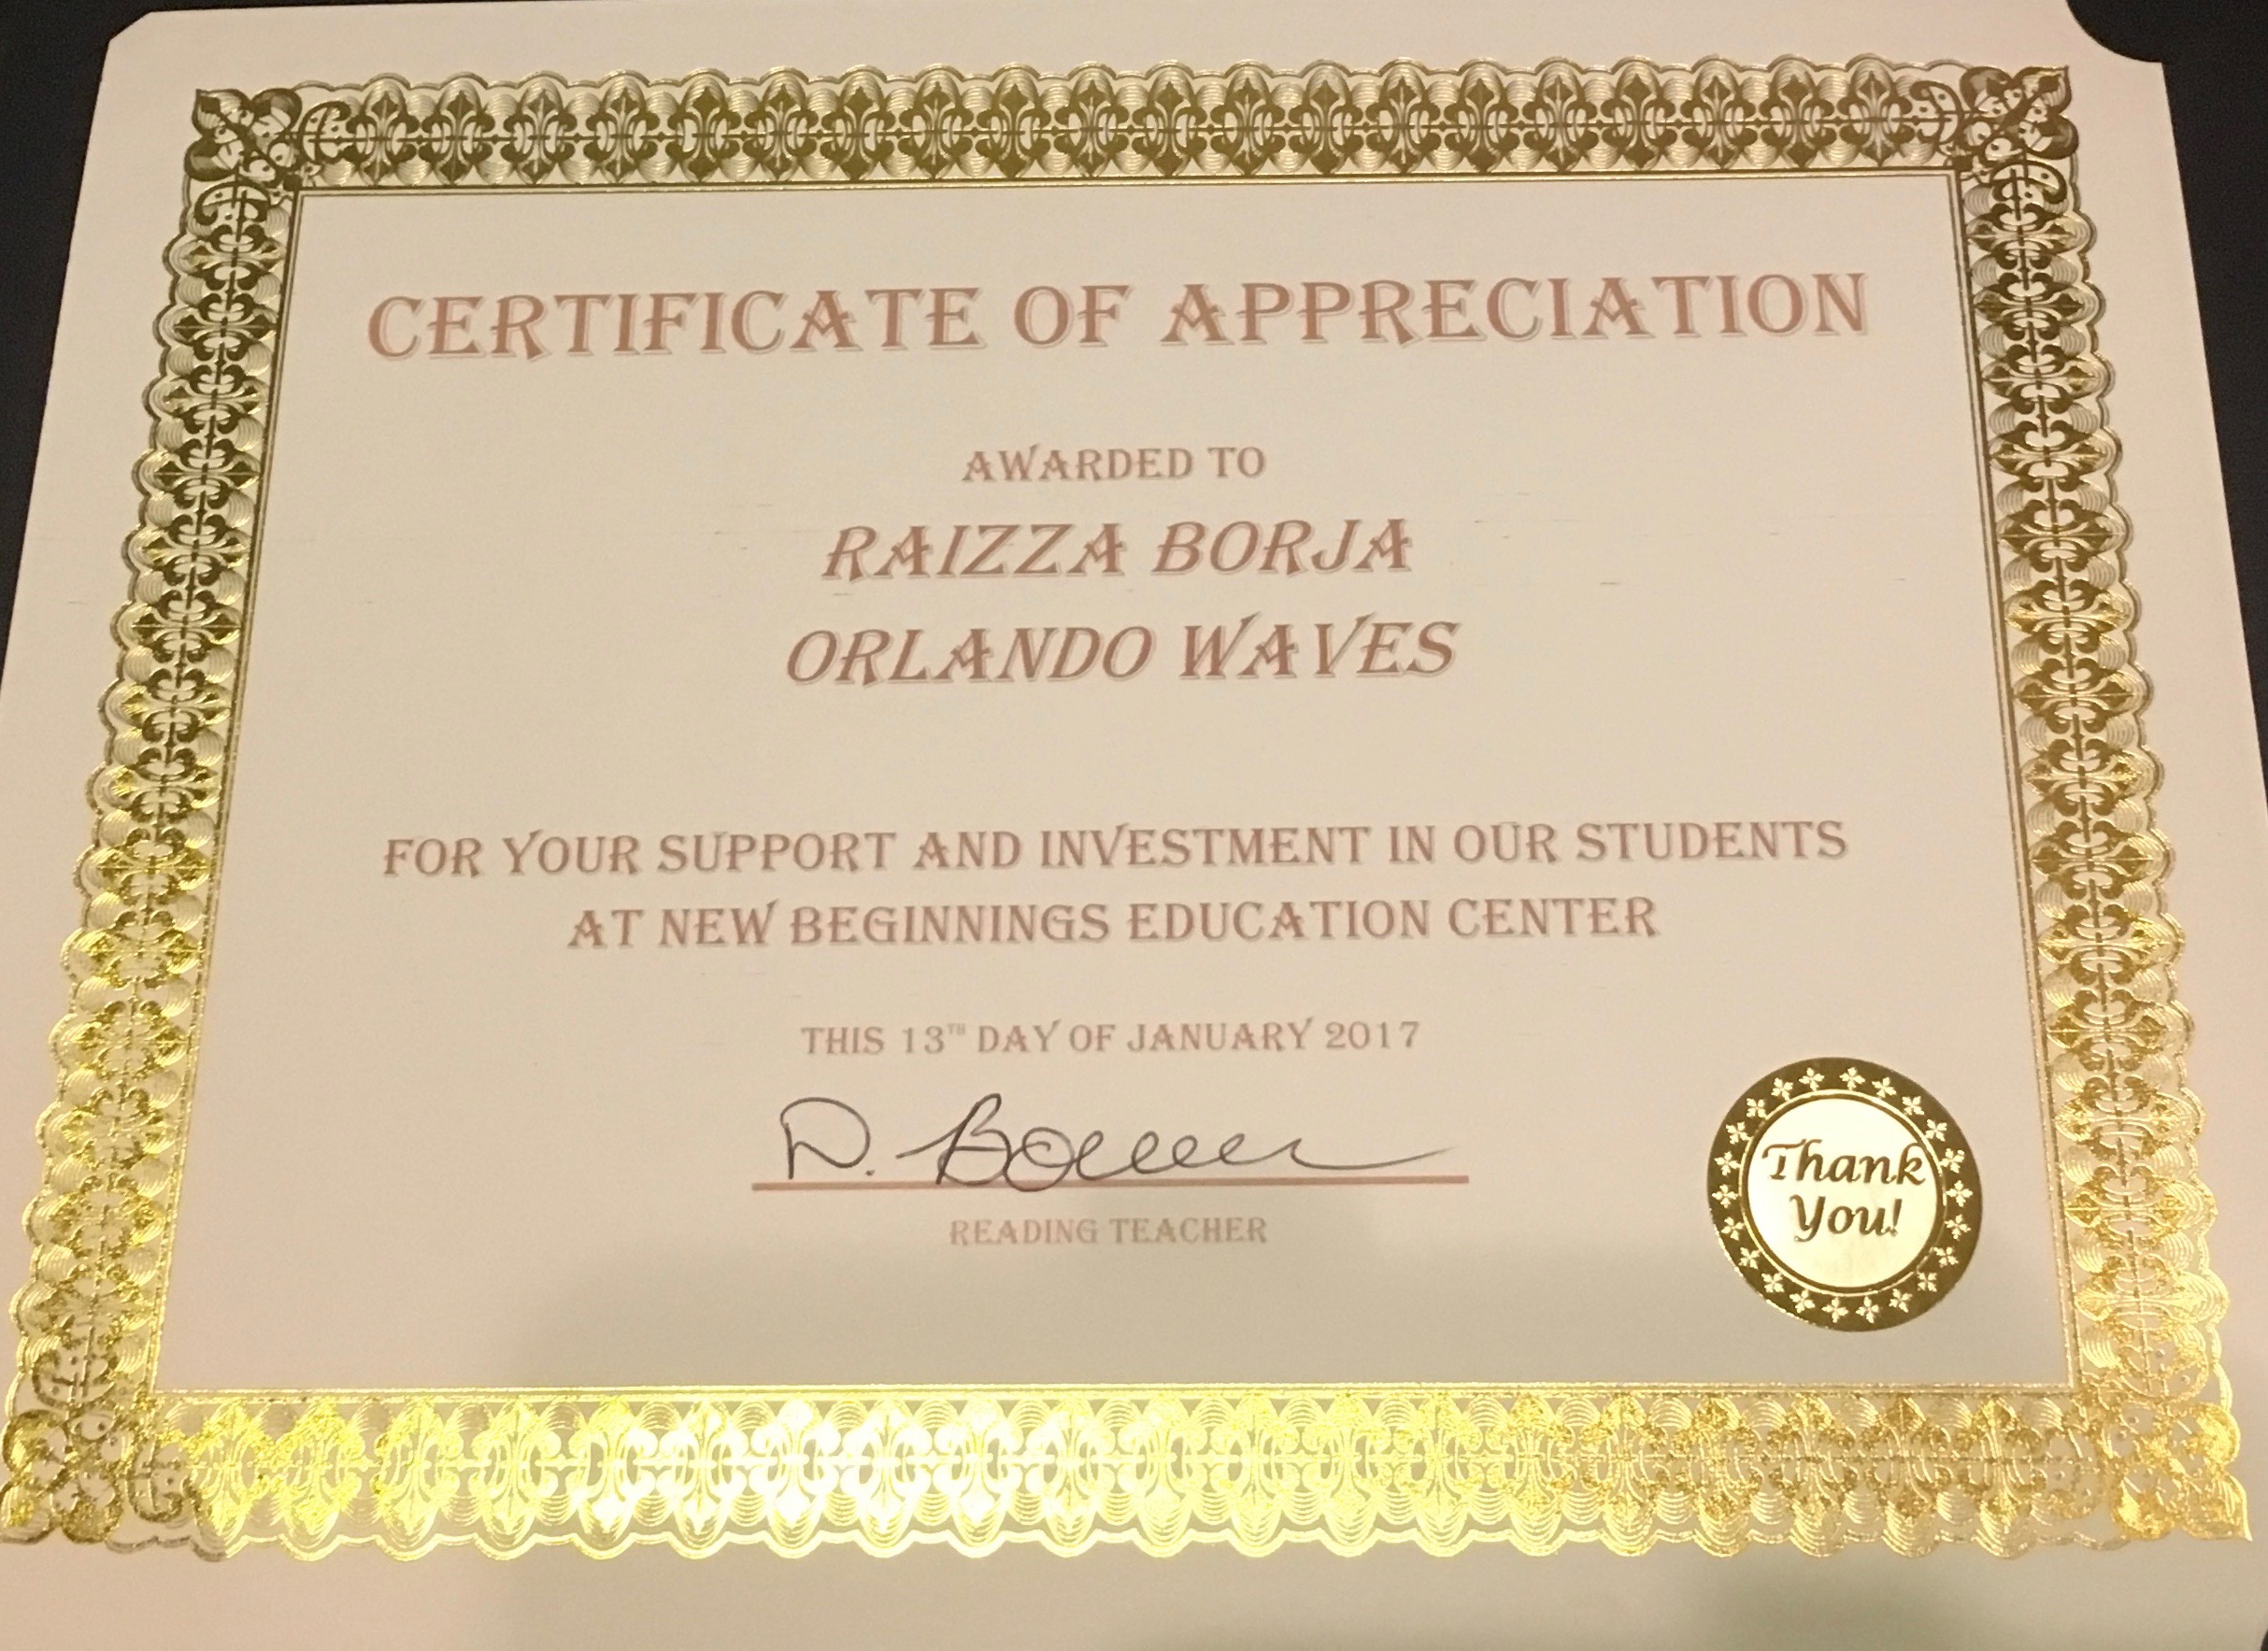 CERTIFICATE OF APPRECIATION
AWARDED TO
RAIZZA BORJA
ORLANDO WAVES
FOR YOUR SUPPORT AND INVESTMENT IN OUR STUDENTS
AT NEW BEGINNINGS EDUCATION CENTER
THIS 13TH DAY OF JANUARY 2017
D.
READING TEACHER
Thank
You!